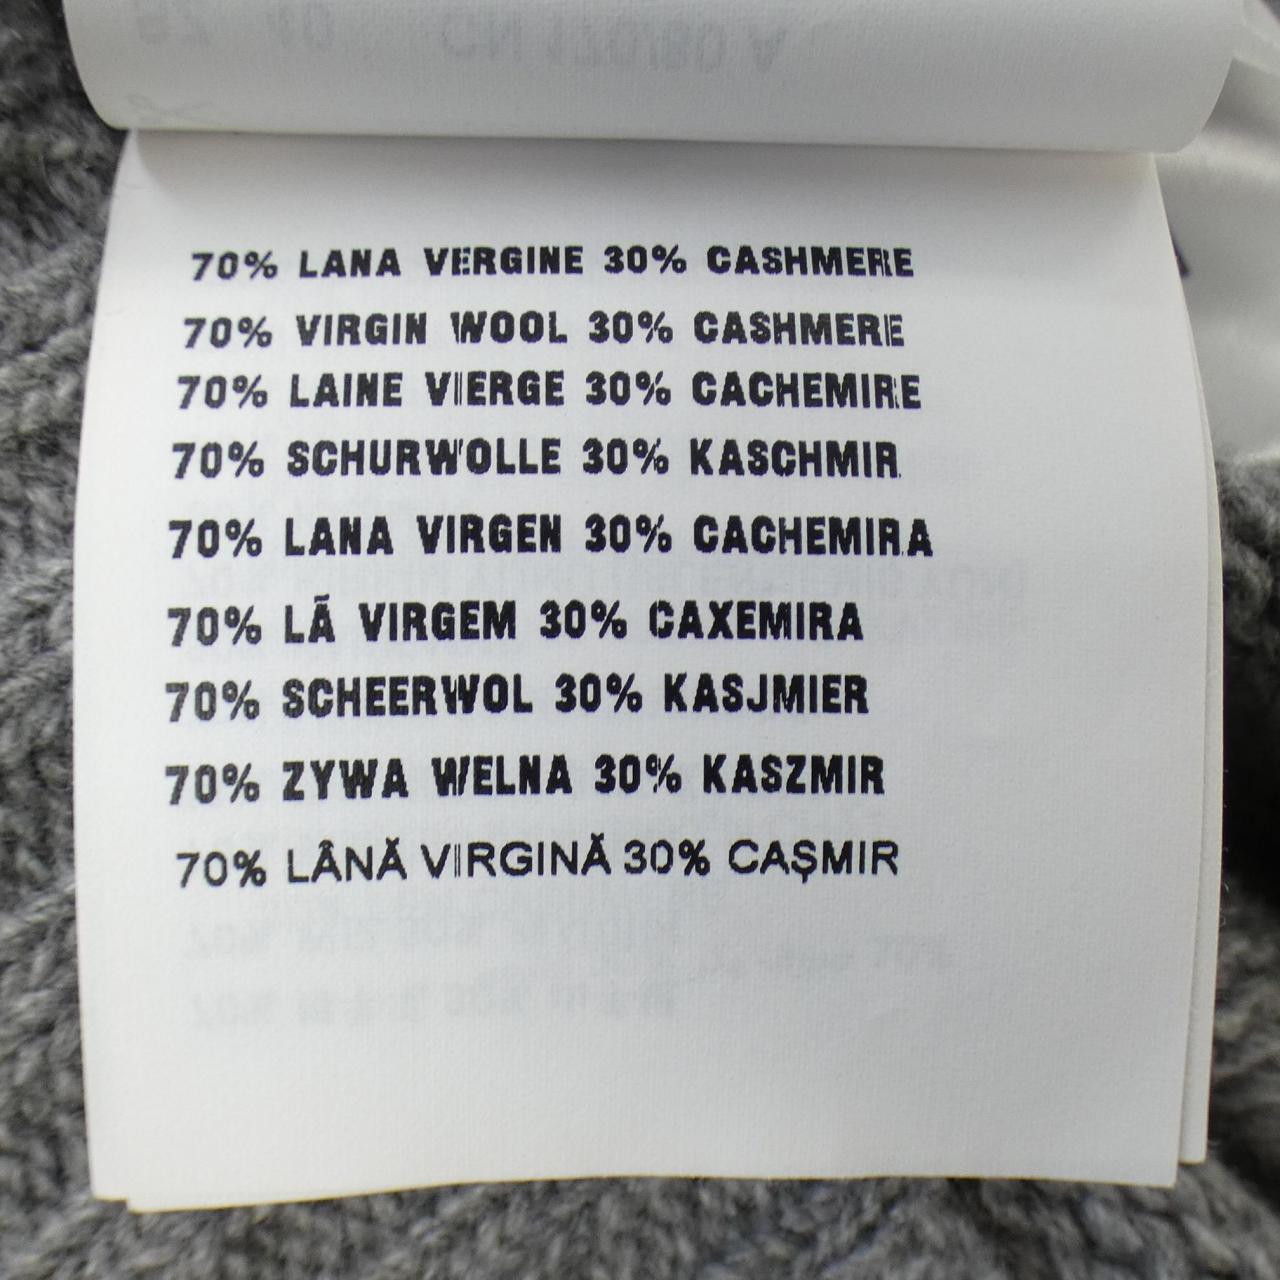 70% LANA VERGINE 30% CASHMERE
70% VIRGIN WOOL 30% CASHMERE
70% LAINE VIERGE 30% CACHEMIRE
70% SCHURWOLLE 30% KASCHMIR
70% LANA VIRGEN 30% CACHEMIRA
70% LÃ VIRGEM 30% CAXEMIRA
70% SCHEERWOL 30% KASJMIER
70% ZYWA WELNA 30% KASZMIR
70% LÂNĂ VIRGINĂ 30% CAȘMIR